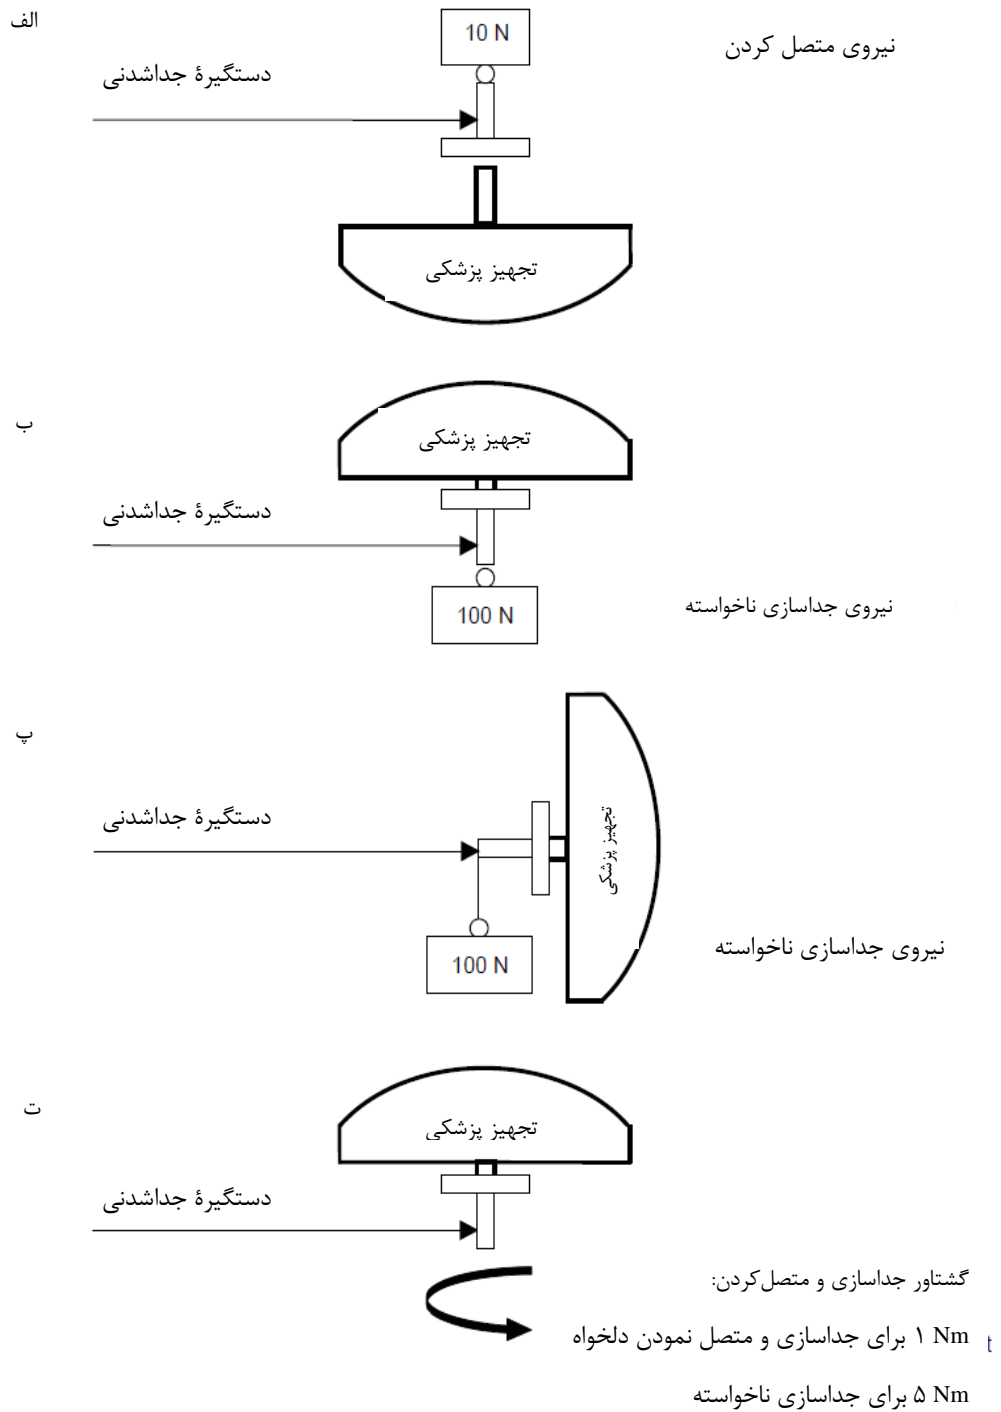 الف
10 N
نیروی متصل کردن
دستگیرهٔ جداشدنی
تجهیز پزشکی
ب
تجهیز پزشکی
دستگیرهٔ جداشدنی
100 N
نیروی جداسازی ناخواسته
پ
دستگیرهٔ جداشدنی
تجهیز پزشکی
100 N
نیروی جداسازی ناخواسته
ت
تجهیز پزشکی
دستگیرهٔ جداشدنی
گشتاور جداسازی و متصل‌کردن:
۱ Nm برای جداسازی و متصل نمودن دلخواه
t
۵ Nm برای جداسازی ناخواسته